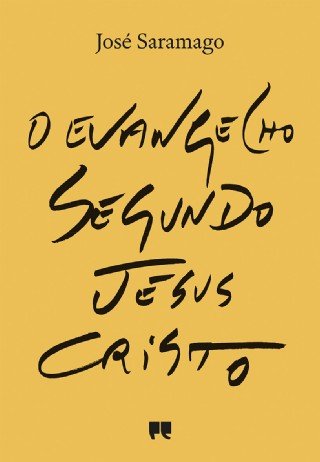 José Saramago
O EVANGELHO
SEGUNDO
JESUS
CRISTO